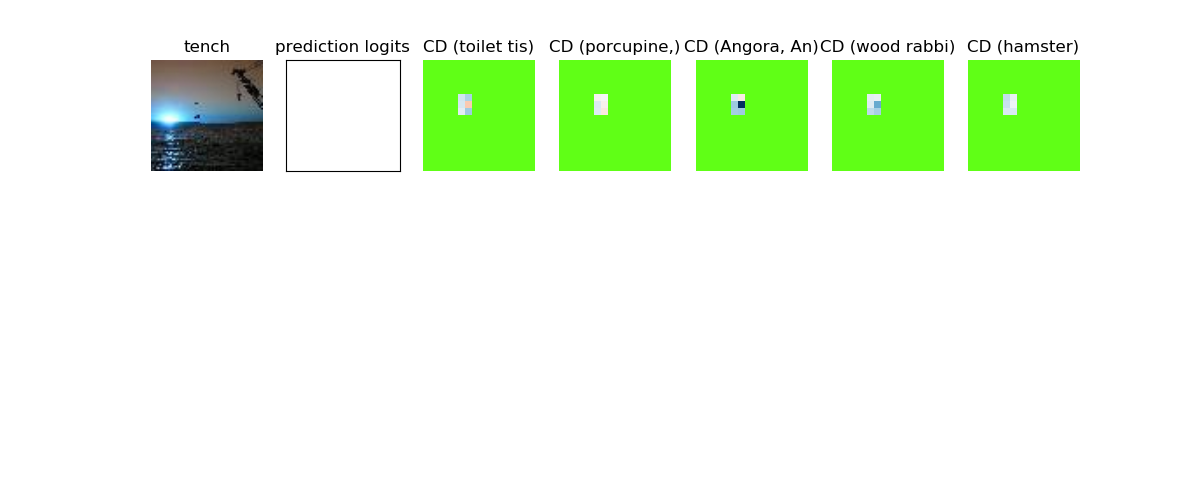 tench
prediction logits
CD (toilet tis)
CD (porcupine,)
CD (Angora, An)
CD (wood rabbi)
CD (hamster)